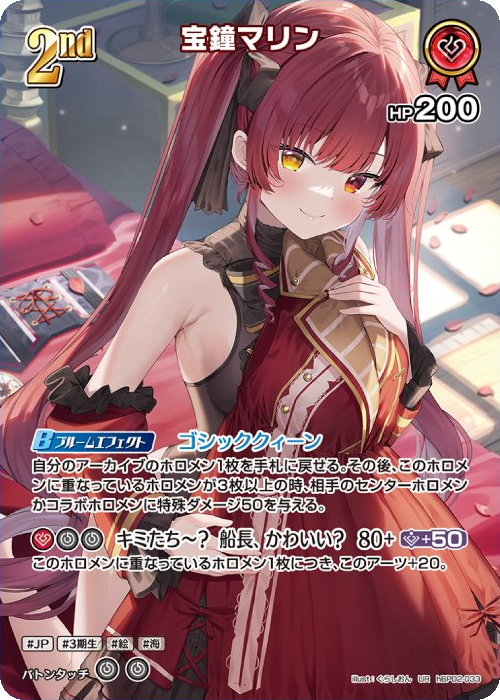 2nd
宝鐘マリン
HP200
Bブルームエフェクト ゴシッククィーン
自分のアーカイブのホロメン1枚を手札に戻せる。その後、このホロメ
ンに重なっているホロメンが3枚以上の時、相手のセンターホロメン
かコラボホロメンに特殊ダメージ50を与える。
キミたち～? 船長、かわいい? 80+ +50
このホロメンに重なっているホロメン1枚につき、このアーツ+20。
#JP #3期生 #絵 #海
バトンタッチ
illust: くらしおん UR hBP02-033